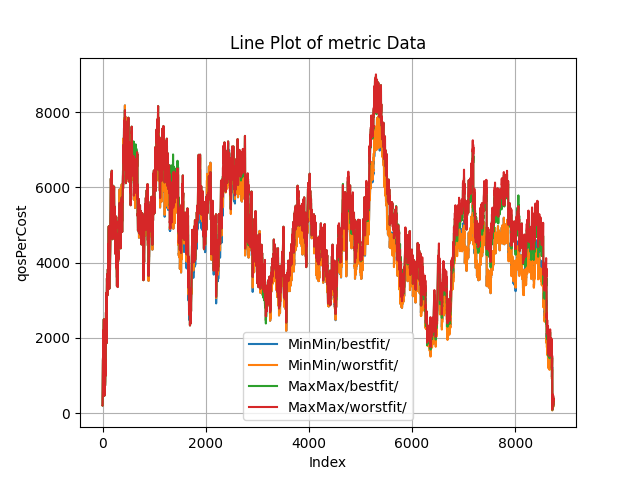 Line Plot of metric Data
qosPerCost
8000
6000
4000
2000
0
MinMin/bestfit/
MinMin/worstfit/
MaxMax/bestfit/
MaxMax/worstfit/
0 2000 4000 6000 8000
Index